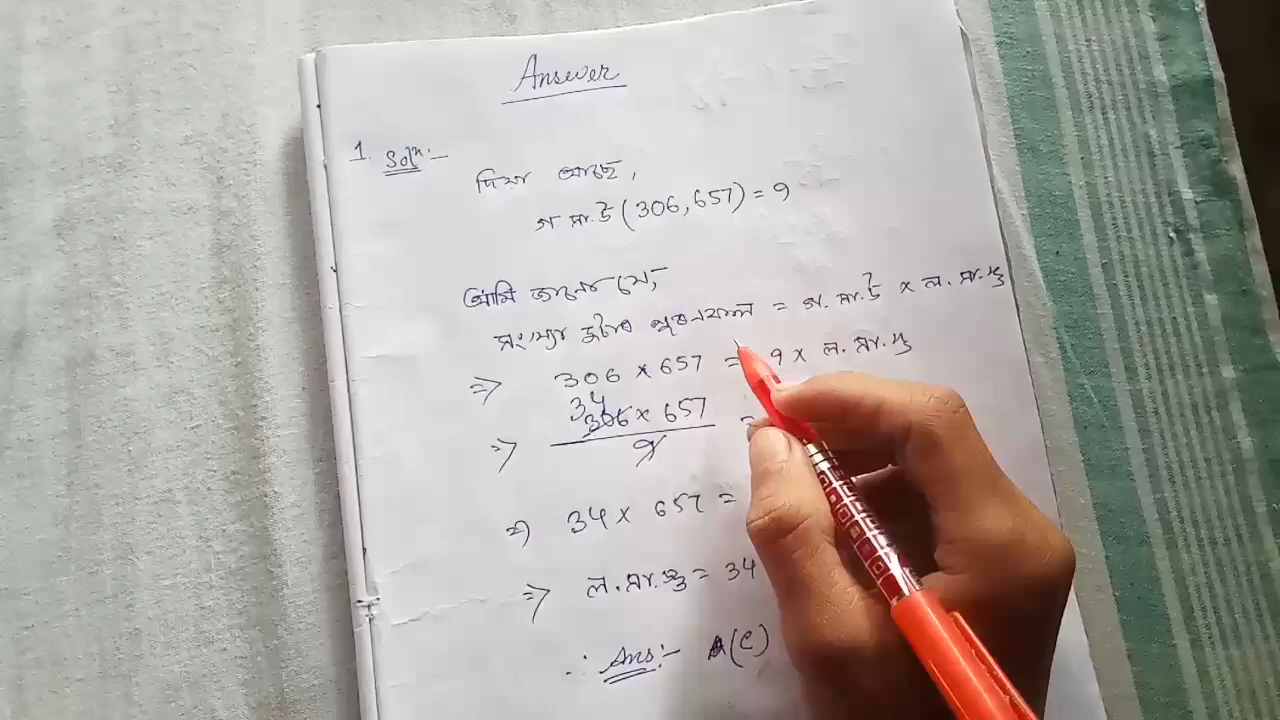 Answer
1. Solⁿ:-
দিয়া আছে,
গ.সা.উ (306, 657) = 9
আমি জানো যে,
সংখ্যা দুটাৰ পূৰণফল = গ.সা.উ × ল.সা.গু
=> 306 × 657 = 9 × ল.সা.গু
34
=> 306 × 657 =
9
=> 34 × 657 =
=> ল.সা.গু = 34
∴ Ans:- (C)